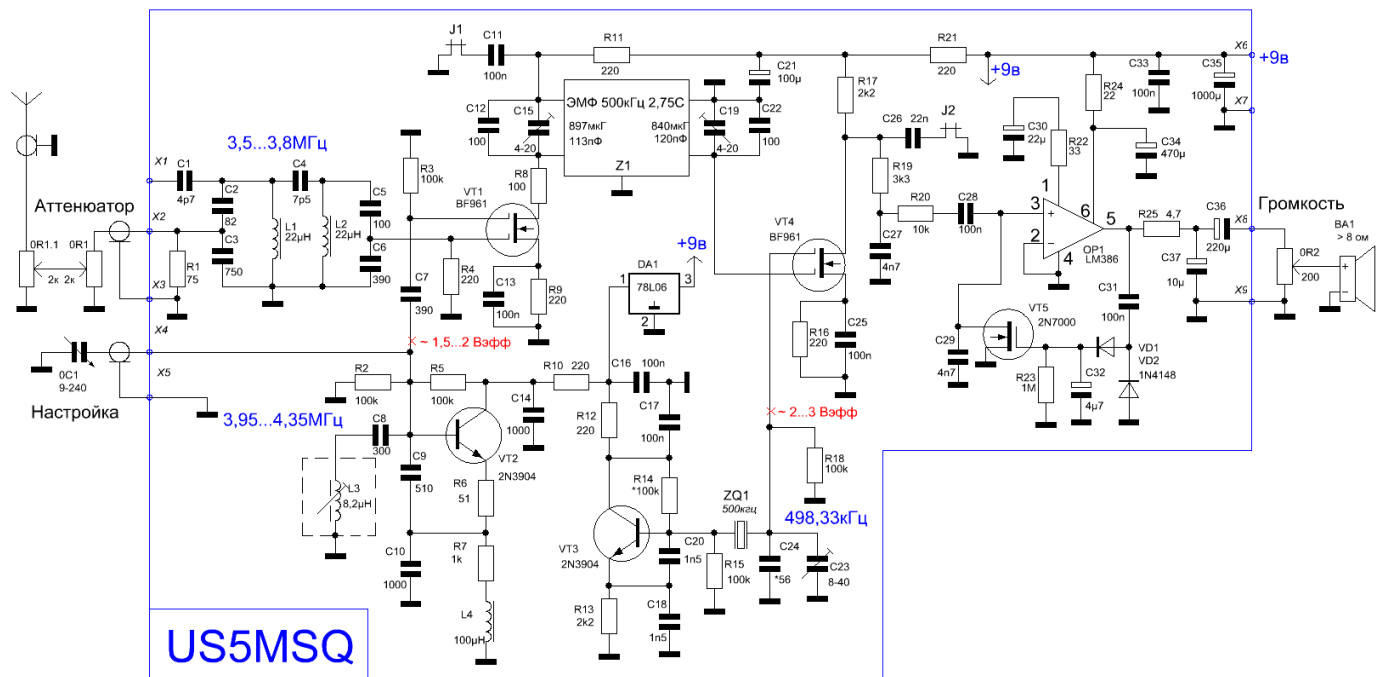 J1
C11
100n
R11
220
C21
100µ
R21
220
+9в
X6
+9в
C33
100n
C35
1000µ
X7
R17
2k2
R24
22
ЭМФ 500кГц 2,75С
897мкГ
113пФ
840мкГ
120пФ
Z1
C12
100
C15
4-20
C19
4-20
C22
100
C26
22n
J2
C30
22µ
R22
33
C34
470µ
3,5...3,8МГц
X1
C1
4p7
C2
82
C4
7p5
C5
100
R3
100k
VT1
BF961
R8
100
R19
3k3
R20
10k
C28
100n
1
3
2
4
6
5
OP1
LM386
R25
4,7
C36
220µ
X8
Громкость
BA1
> 8 ом
Аттенюатор
X2
0R1.1
2к
2к
0R1
R1
75
C3
750
L1
22µH
L2
22µH
C6
390
C7
390
R4
220
C13
100n
R9
220
+9в
DA1
1
78L06
3
2
VT4
BF961
C27
4n7
C37
10µ
0R2
200
X3
X9
X4
X5
0C1
9-240
Настройка
~ 1,5...2 Вэфф
R16
220
C25
100n
C29
4n7
VT5
2N7000
C31
100n
VD1
VD2
1N4148
R23
1M
C32
4µ7
R2
100k
R5
100k
R10
220
C16
100n
3,95...4,35МГц
C8
300
C14
1000
R12
220
C17
100n
~ 2...3 Вэфф
VT2
2N3904
L3
8,2µH
C9
510
R6
51
R14
*100k
ZQ1
500кгц
R18
100k
498,33кГц
C10
1000
R7
1k
VT3
2N3904
C20
1n5
R15
100k
C24
*56
C23
8-40
L4
100µH
R13
2k2
C18
1n5
US5MSQ